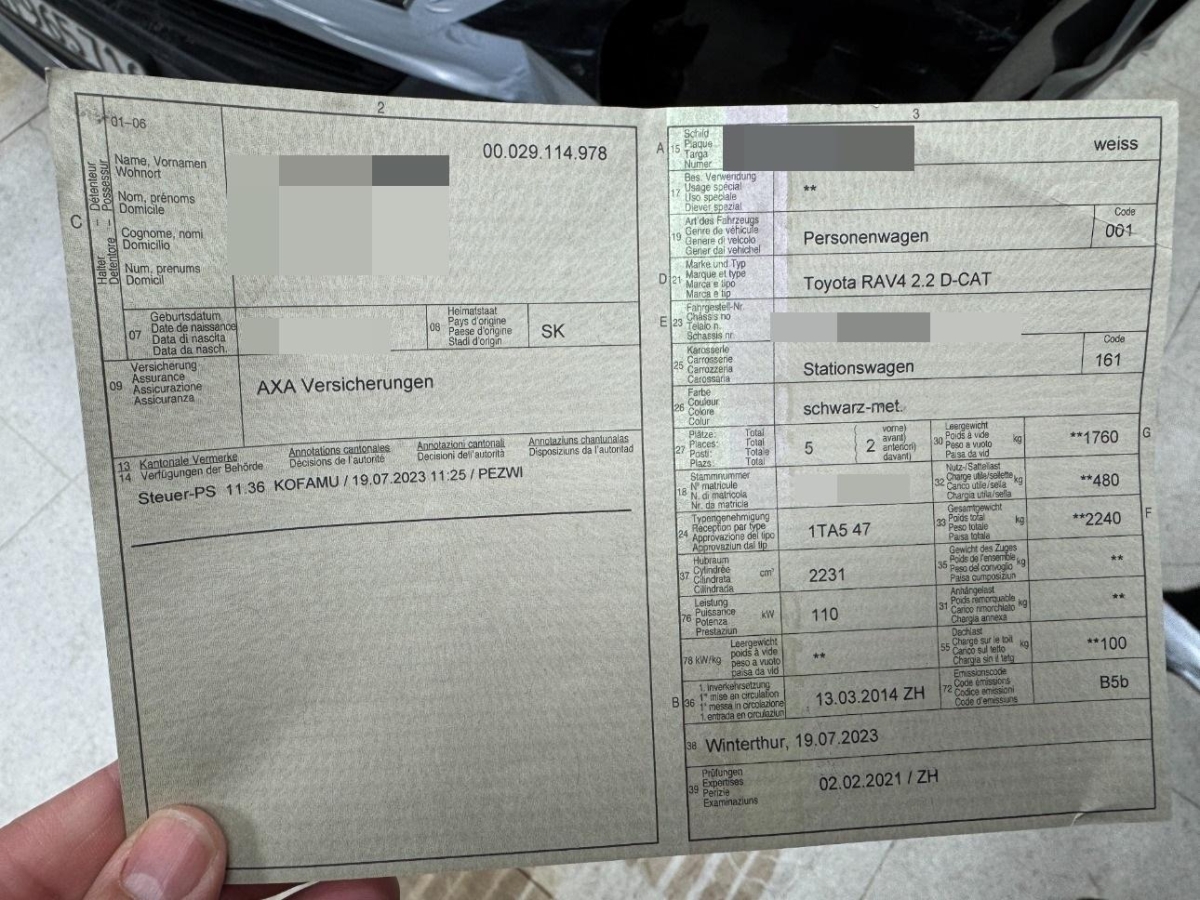 2
01-06
Halter - Détenteur
Detentore - Possessur
C
Name, Vornamen
Wohnort
Nom, prénoms
Domicile
Cognome, nomi
Domicilio
Num, prenums
Domicil
00.029.114.978
07
Geburtsdatum
Date de naissance
Data di nascita
Data da nasch.
08
Heimatstaat
Pays d'origine
Paese d'origine
Stadi d'origin
SK
09
Versicherung
Assurance
Assicurazione
Assicuranza
AXA Versicherungen
13 Kantonale Vermerke Annotations cantonales Annotazioni cantonali Annotaziuns chantunalas
14 Verfügungen der Behörde Décisions de l'autorité Decisioni dell'autorità Disposiziuns da l'autoritad
Steuer-PS 11.36 KOFAMU / 19.07.2023 11:25 / PEZWI
3
A 15
Schild
Plaque
Targa
Numer
weiss
17
Bes. Verwendung
Usage spécial
Uso speciale
Diever spezial
**
19
Art des Fahrzeugs
Genre de véhicule
Genere di veicolo
Gener dal vehichel
Personenwagen
Code
001
D 21
Marke und Typ
Marque et type
Marca e tipo
Marca e tip
Toyota RAV4 2.2 D-CAT
E 23
Fahrgestell-Nr.
Châssis no
Telaio n.
Schassis nr.
25
Karosserie
Carrosserie
Carrozzeria
Carossaria
Stationswagen
Code
161
26
Farbe
Couleur
Colore
Colur
schwarz-met.
27
Plätze: Total
Places: Total
Posti: Totale
Plazs: Total
5
2
vorne)
avant)
anteriori)
davant)
30
Leergewicht
Poids à vide kg
Peso a vuoto
Paisa da vid
**1760
G
18
Stammnummer
N° matricule
N. di matricola
Nr. da matricla
32
Nutz-/Sattellast
Charge utile/sellette kg
Carico utile/sella
Chargia utila/sella
**480
24
Typengenehmigung
Réception par type
Approvazione del tipo
Approvaziun dal tip
1TA5 47
33
Gesamtgewicht
Poids total kg
Peso totale
Paisa totala
**2240
F
37
Hubraum
Cylindrée cm³
Cilindrata
Cilindrada
2231
35
Gewicht des Zuges
Poids de l'ensemble kg
Peso del convoglio
Paisa cumposiziun
**
76
Leistung
Puissance kW
Potenza
Prestaziun
110
31
Anhängelast
Poids remorquable kg
Carico rimorchiato
Chargia annexa
**
78 kW/kg
Leergewicht
poids à vide
peso a vuoto
paisa da vid
**
55
Dachlast
Charge sur le toit kg
Carico sul tetto
Chargia sin il tetg
**100
B 36
1. Inverkehrsetzung
1re mise en circulation
1a messa in circolazione
1. entrada en circulaziun
13.03.2014 ZH
72
Emissionscode
Code émissions
Codice emissioni
Code d'emissiuns
B5b
38 Winterthur, 19.07.2023
39
Prüfungen
Expertises
Perizie
Examinaziuns
02.02.2021 / ZH